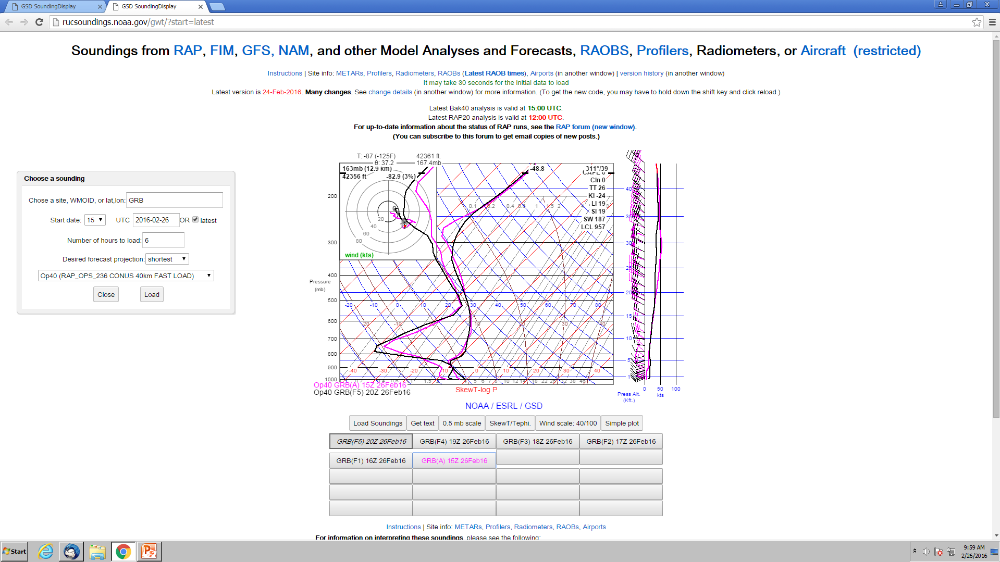 GSD SoundingDisplay
GSD SoundingDisplay
rucsoundings.noaa.gov/gwt/?start=latest
Soundings from RAP, FIM, GFS, NAM, and other Model Analyses and Forecasts, RAOBS, Profilers, Radiometers, or Aircraft (restricted)
Instructions | Site info: METARs, Profilers, Radiometers, RAOBs (Latest RAOB times), Airports (in another window) | version history (in another window)
It may take 30 seconds for the initial data to load
Latest version is 24-Feb-2016. Many changes. See change details (in another window) for more information. (To get the new code, you may have to hold down the shift key and click reload.)
Latest Bak40 analysis is valid at 15:00 UTC.
Latest RAP20 analysis is valid at 12:00 UTC.
For up-to-date information about the status of RAP runs, see the RAP forum (new window).
(You can subscribe to this forum to get email copies of new posts.)
Choose a sounding
Chose a site, WMOID, or lat,lon: GRB
Start date: 15 UTC 2016-02-26 OR latest
Number of hours to load: 6
Desired forecast projection: shortest
Op40 (RAP_OPS_236 CONUS 40km FAST LOAD)
Close Load
T: -87 (-125F) 42361 ft.
θ: 37.2 167.4mb
163mb (12.9 km)
42356 ft -82.9 (3%)
-48.8 311°/39
CAPE 0
CIn 0
TT 26
KI -24
LI 19
SI 19
SW 187
LCL 957
20
40
60
80
wind (kts)
200
300
400
Pressure
(mb)
500
600
700
800
900
1000
0.1 0.2 0.4 1 1.5 2
-20 -10 0 10 20 30 40 50 60 70 80
-20 -10 10 20 30 40
-40 -30 -20 -10 0 10 20 30 40
40
35
30
25
20
15
10
5
1
0 50 100
kts
Press Alt.
(Kft.)
Op40 GRB(A) 15Z 26Feb16
Op40 GRB(F5) 20Z 26Feb16
SkewT-log P
NOAA / ESRL / GSD
Load Soundings Get text 0.5 mb scale SkewT/Tephi. Wind scale: 40/100 Simple plot
GRB(F5) 20Z 26Feb16 GRB(F4) 19Z 26Feb16 GRB(F3) 18Z 26Feb16 GRB(F2) 17Z 26Feb16
GRB(F1) 16Z 26Feb16 GRB(A) 15Z 26Feb16
Instructions | Site info: METARs, Profilers, Radiometers, RAOBs, Airports
For information on interpreting these soundings, please see the following:
Start
9:59 AM
2/26/2016